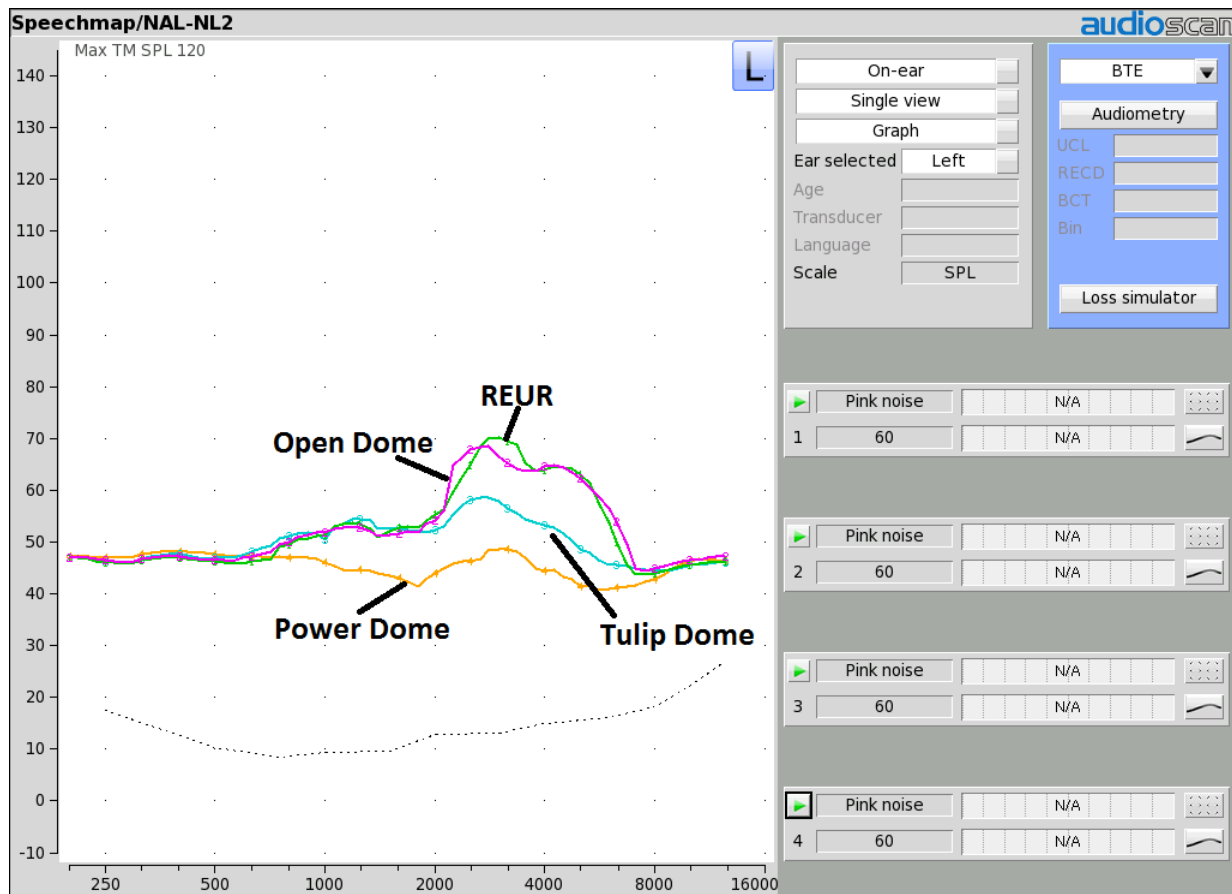 Speechmap/NAL-NL2
audioscan
Max TM SPL 120
L
140
130
120
110
100
90
80
70
60
50
40
30
20
10
0
-10
250 500 1000 2000 4000 8000 16000
REUR
Open Dome
Power Dome
Tulip Dome
On-ear
Single view
Graph
Ear selected Left
Age
Transducer
Language
Scale SPL
BTE
Audiometry
UCL
RECD
BCT
Bin
Loss simulator
Pink noise N/A
1 60
Pink noise N/A
2 60
Pink noise N/A
3 60
Pink noise N/A
4 60